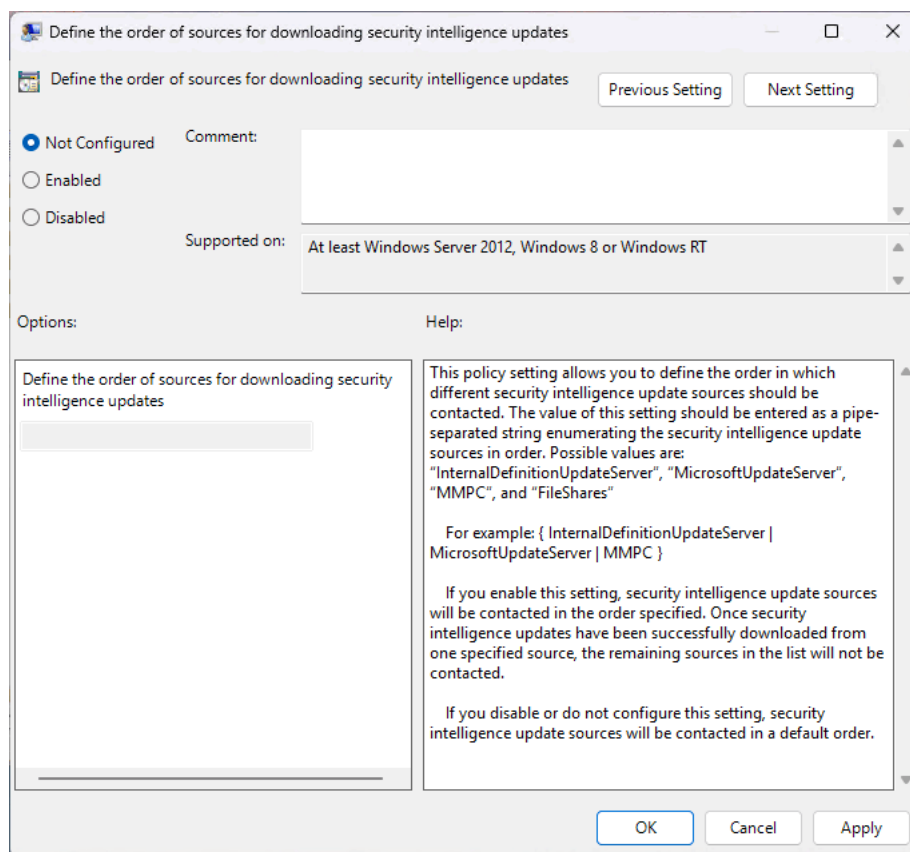 Define the order of sources for downloading security intelligence updates
Define the order of sources for downloading security intelligence updates
Previous Setting
Next Setting
Not Configured
Enabled
Disabled
Comment:
Supported on:
At least Windows Server 2012, Windows 8 or Windows RT
Options:
Help:
Define the order of sources for downloading security
intelligence updates
This policy setting allows you to define the order in which
different security intelligence update sources should be
contacted. The value of this setting should be entered as a pipe-
separated string enumerating the security intelligence update
sources in order. Possible values are:
“InternalDefinitionUpdateServer”, “MicrosoftUpdateServer”,
“MMPC”, and “FileShares”
For example: { InternalDefinitionUpdateServer |
MicrosoftUpdateServer | MMPC }
If you enable this setting, security intelligence update sources
will be contacted in the order specified. Once security
intelligence updates have been successfully downloaded from
one specified source, the remaining sources in the list will not be
contacted.
If you disable or do not configure this setting, security
intelligence update sources will be contacted in a default order.
OK
Cancel
Apply